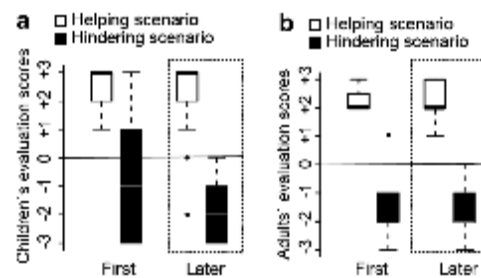 a
Helping scenario
Hindering scenario
Children's evaluation scores
+3
+2
+1
0
-1
-2
-3
First
Later
b
Helping scenario
Hindering scenario
Adults' evaluation scores
+3
+2
+1
0
-1
-2
-3
First
Later